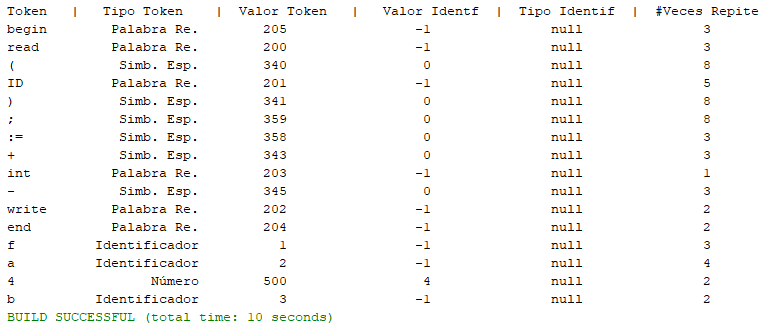 Token | Tipo Token | Valor Token | Valor Identf | Tipo Identif | #Veces Repite
begin Palabra Re. 205 -1 null 3
read Palabra Re. 200 -1 null 3
( Simb. Esp. 340 0 null 8
ID Palabra Re. 201 -1 null 5
) Simb. Esp. 341 0 null 8
; Simb. Esp. 359 0 null 8
:= Simb. Esp. 358 0 null 3
+ Simb. Esp. 343 0 null 3
int Palabra Re. 203 -1 null 1
- Simb. Esp. 345 0 null 3
write Palabra Re. 202 -1 null 2
end Palabra Re. 204 -1 null 2
f Identificador 1 -1 null 3
a Identificador 2 -1 null 4
4 Número 500 4 null 2
b Identificador 3 -1 null 2
BUILD SUCCESSFUL (total time: 10 seconds)